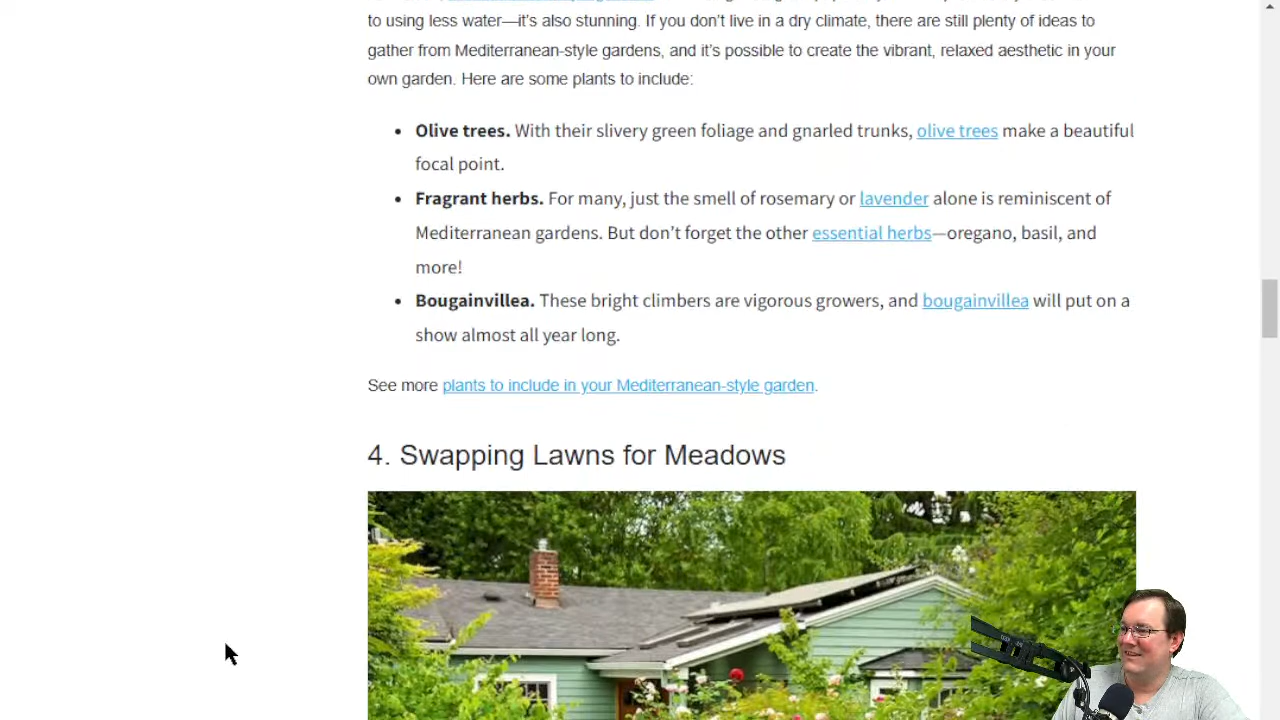 to using less water—it's also stunning. If you don't live in a dry climate, there are still plenty of ideas to
gather from Mediterranean-style gardens, and it's possible to create the vibrant, relaxed aesthetic in your
own garden. Here are some plants to include:
• Olive trees. With their slivery green foliage and gnarled trunks, olive trees make a beautiful
focal point.
• Fragrant herbs. For many, just the smell of rosemary or lavender alone is reminiscent of
Mediterranean gardens. But don't forget the other essential herbs—oregano, basil, and
more!
• Bougainvillea. These bright climbers are vigorous growers, and bougainvillea will put on a
show almost all year long.
See more plants to include in your Mediterranean-style garden.
4. Swapping Lawns for Meadows